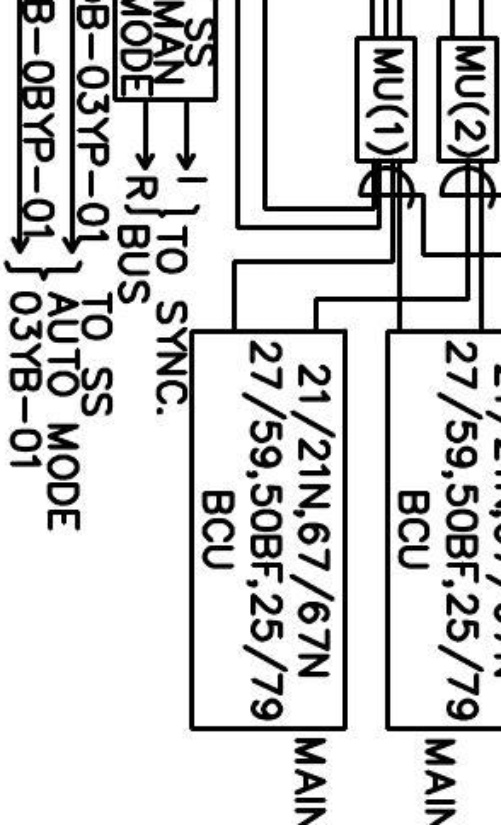 SS
MAN
MODE
MU(1)
MU(2)
B-03YP-01
B-0BYP-01
I
R
TO SYNC.
BUS
TO SS
AUTO MODE
03YB-01
21/21N,67/67N
27/59,50BF,25/79
BCU
27/59,50BF,25/79
BCU
MAIN
MAIN